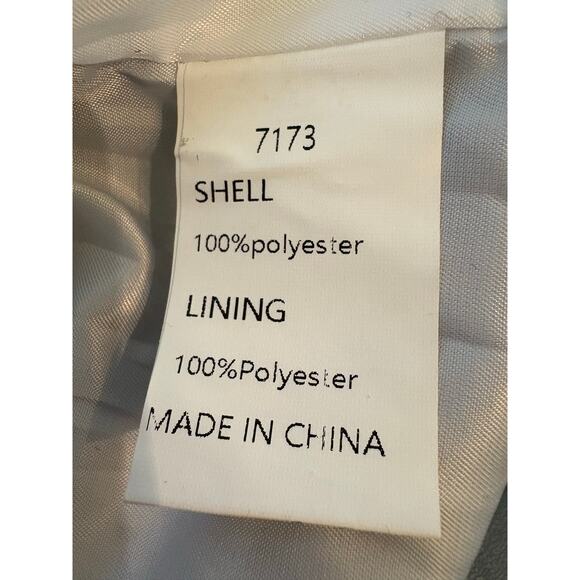 7173
SHELL
100%polyester
LINING
100%Polyester
MADE IN CHINA